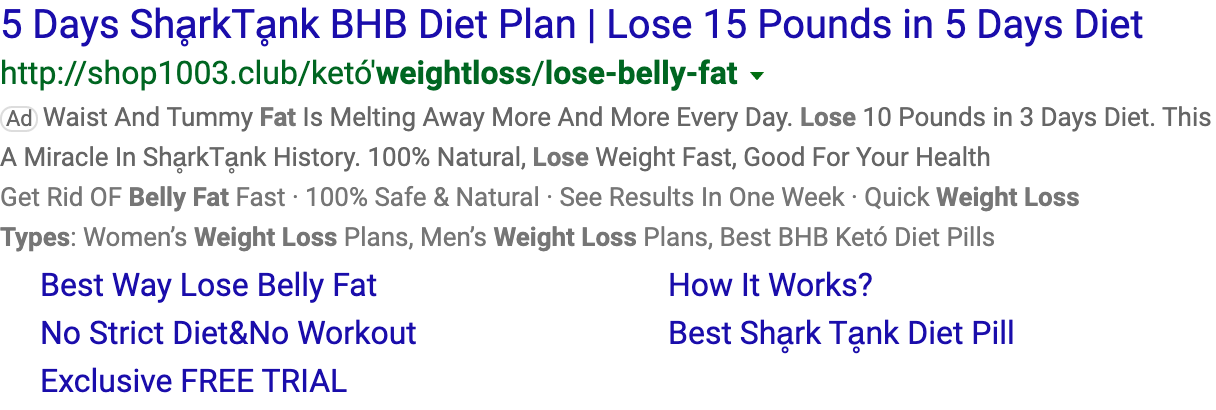 5 Days Shḁrk​Tḁnk BHB Diet Plan | Lose 15 Pounds in 5 Days Diet
http://shop1003.club/ketó'weightloss/lose-belly-fat
Ad Waist And Tummy Fat Is Melting Away More And More Every Day. Lose 10 Pounds in 3 Days Diet. This
A Miracle In ShḁrkTḁnk History. 100% Natural, Lose Weight Fast, Good For Your Health
Get Rid OF Belly Fat Fast · 100% Safe & Natural · See Results In One Week · Quick Weight Loss
Types: Women’s Weight Loss Plans, Men’s Weight Loss Plans, Best BHB Ketó Diet Pills
Best Way Lose Belly Fat
How It Works?
No Strict Diet&No Workout
Best Shḁrk Tḁnk Diet Pill
Exclusive FREE TRIAL